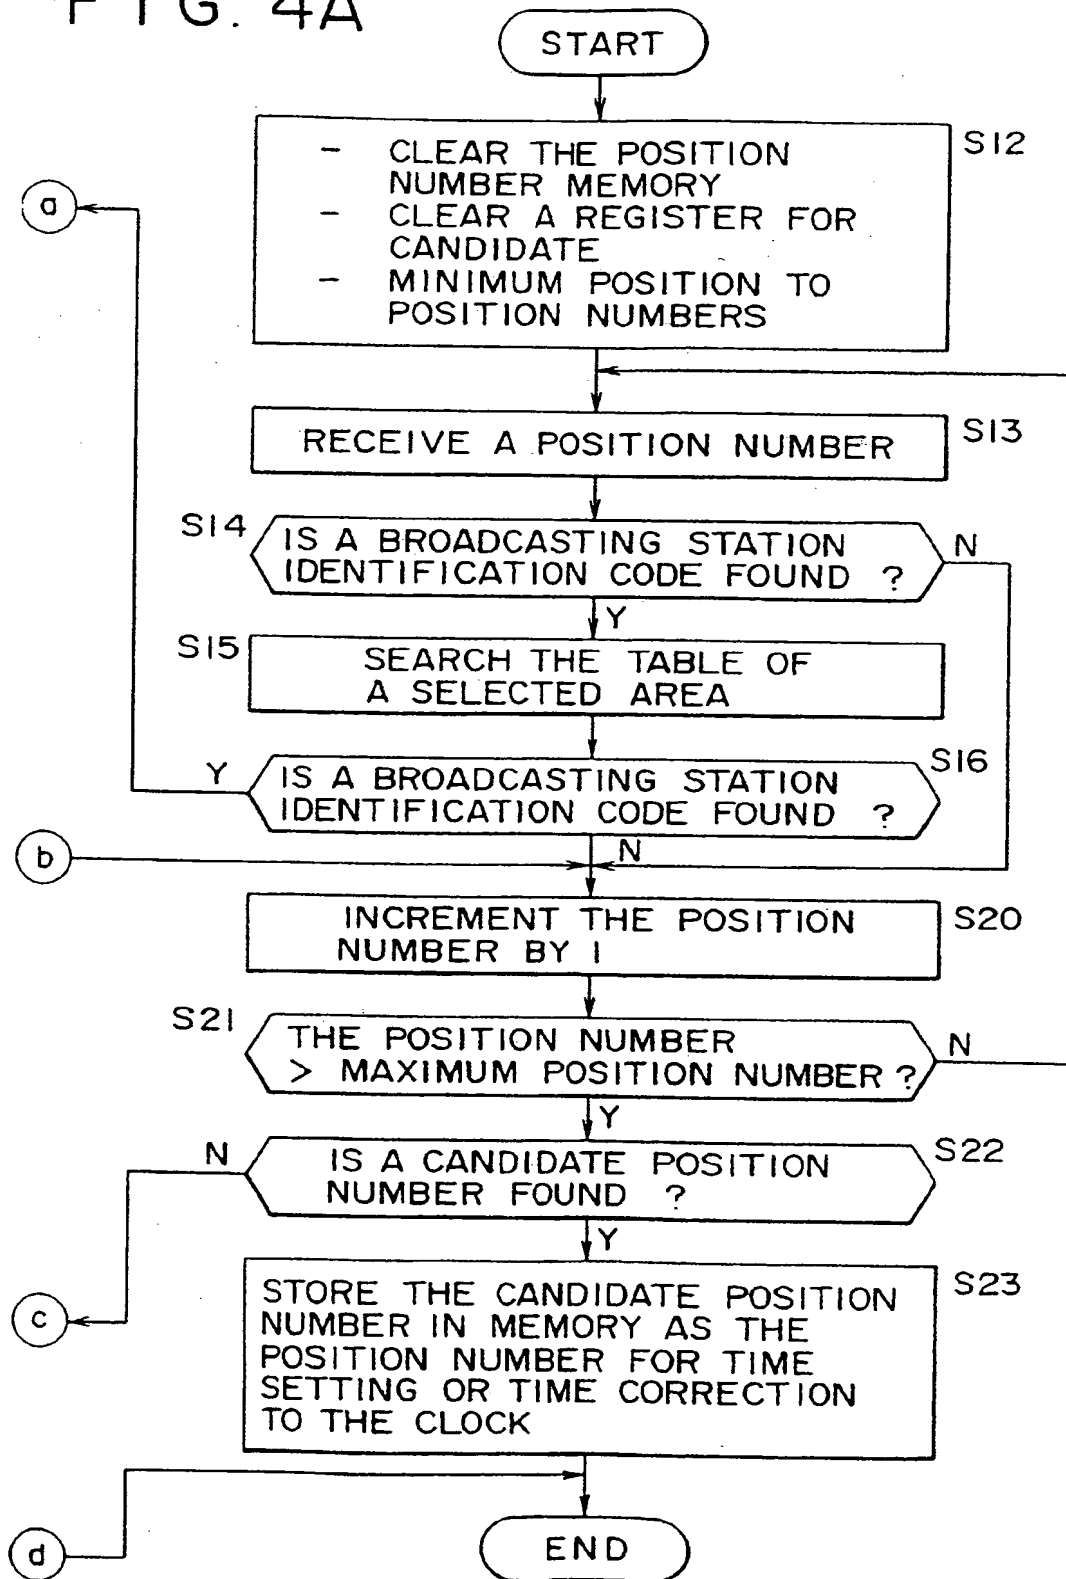 FIG. 4A
START
S12
- CLEAR THE POSITION
NUMBER MEMORY
- CLEAR A REGISTER FOR
CANDIDATE
- MINIMUM POSITION TO
POSITION NUMBERS
a
S13
RECEIVE A POSITION NUMBER
S14
IS A BROADCASTING STATION
IDENTIFICATION CODE FOUND ?
N
Y
S15
SEARCH THE TABLE OF
A SELECTED AREA
S16
Y
IS A BROADCASTING STATION
IDENTIFICATION CODE FOUND ?
N
b
S20
INCREMENT THE POSITION
NUMBER BY 1
S21
THE POSITION NUMBER
> MAXIMUM POSITION NUMBER ?
N
Y
S22
N
IS A CANDIDATE POSITION
NUMBER FOUND ?
Y
S23
STORE THE CANDIDATE POSITION
NUMBER IN MEMORY AS THE
POSITION NUMBER FOR TIME
SETTING OR TIME CORRECTION
TO THE CLOCK
c
d
END